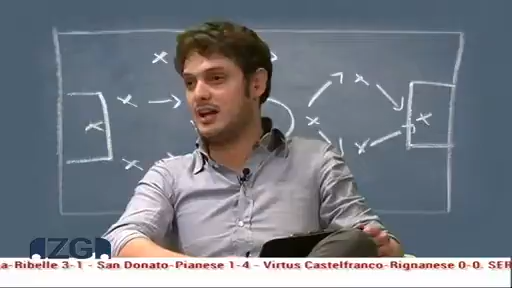 ZG
a-Ribelle 3-1 - San Donato-Pianese 1-4 - Virtus Castelfranco-Rignanese 0-0. SER